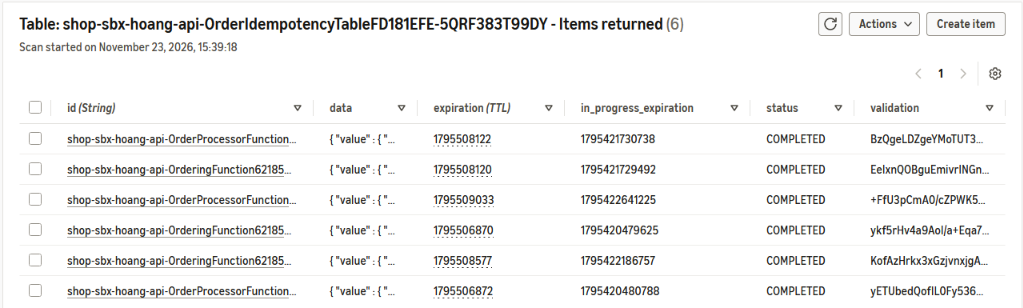 Table: shop-sbx-hoang-api-OrderIdempotencyTableFD181EFE-5QRF383T99DY - Items returned (6)
Actions
Create item
Scan started on November 23, 2026, 15:39:18
1
id (String) data expiration (TTL) in_progress_expiration status validation
shop-sbx-hoang-api-OrderProcessorFunction... { "value" : { "... 1795508122 1795421730738 COMPLETED BzQgeLDZgeYMoTUT3...
shop-sbx-hoang-api-OrderingFunction62185... { "value" : { "... 1795508120 1795421729492 COMPLETED EelxnQOBguEmivrINGn...
shop-sbx-hoang-api-OrderProcessorFunction... { "value" : { "... 1795509033 1795422641225 COMPLETED +FfU3pCmA0/cZPWK5...
shop-sbx-hoang-api-OrderingFunction62185... { "value" : { "... 1795506870 1795420479625 COMPLETED ykf5rHv4a9Aol/a+Eqa7...
shop-sbx-hoang-api-OrderingFunction62185... { "value" : { "... 1795508577 1795422186757 COMPLETED KofAzHrkx3xGzjvnxjgA...
shop-sbx-hoang-api-OrderProcessorFunction... { "value" : { "... 1795506872 1795420480788 COMPLETED yETUbedQofIL0Fy536...